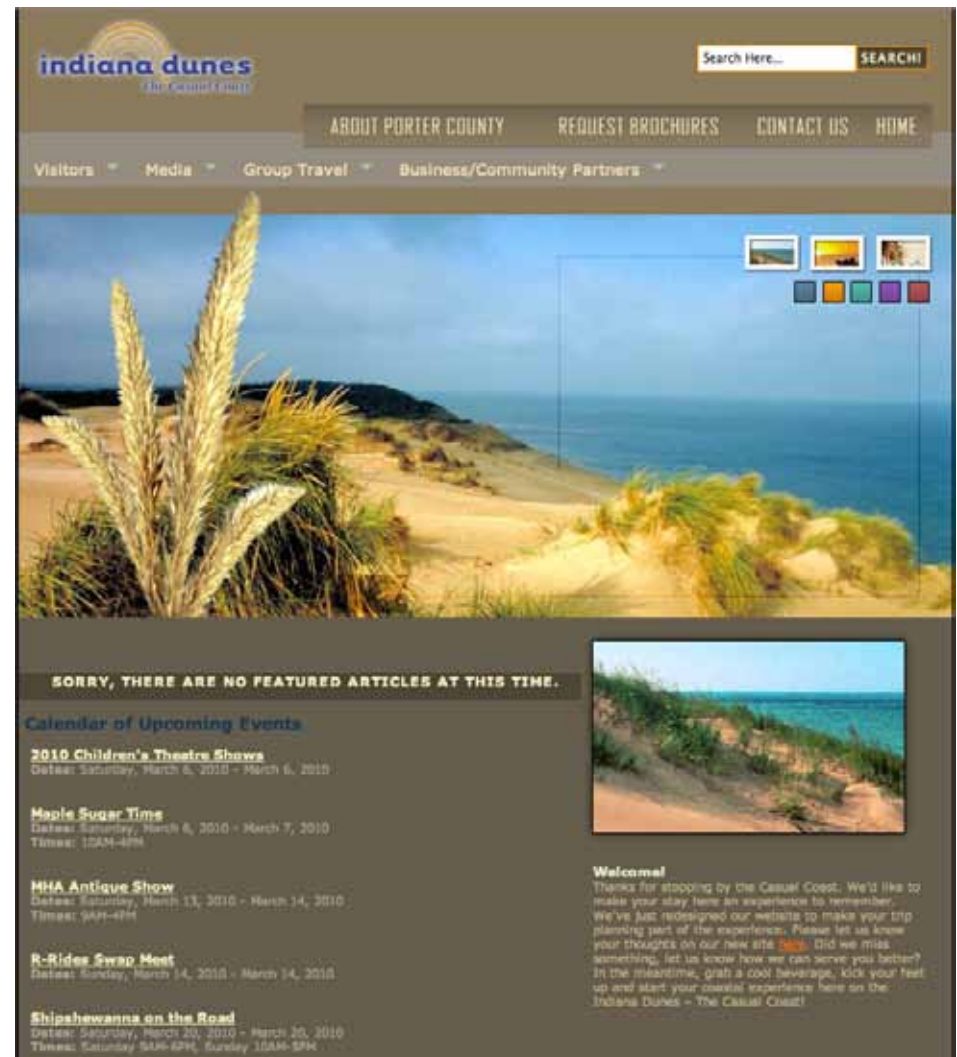 indiana dunes
The Casual Coast
Search Here...
SEARCH!
ABOUT PORTER COUNTY
REQUEST BROCHURES
CONTACT US
HOME
Visitors
Media
Group Travel
Business/Community Partners
SORRY, THERE ARE NO FEATURED ARTICLES AT THIS TIME.
Calendar of Upcoming Events
2010 Children's Theatre Shows
Dates: Saturday, March 6, 2010 - March 6, 2010
Maple Sugar Time
Dates: Saturday, March 6, 2010 - March 7, 2010
Times: 10AM-4PM
MHA Antique Show
Dates: Saturday, March 13, 2010 - March 14, 2010
Times: 9AM-4PM
R-Rides Swap Meet
Dates: Sunday, March 14, 2010 - March 14, 2010
Shipshewanna on the Road
Dates: Saturday, March 20, 2010 - March 20, 2010
Times: Saturday 9AM-6PM, Sunday 10AM-5PM
Welcome!
Thanks for stopping by the Casual Coast. We'd like to
make your stay here an experience to remember.
We've just redesigned our website to make your trip
planning part of the experience. Please let us know
your thoughts on our new site here. Did we miss
something, let us know how we can serve you better?
In the meantime, grab a cool beverage, kick your feet
up and start your coastal experience here on the
Indiana Dunes - The Casual Coast!